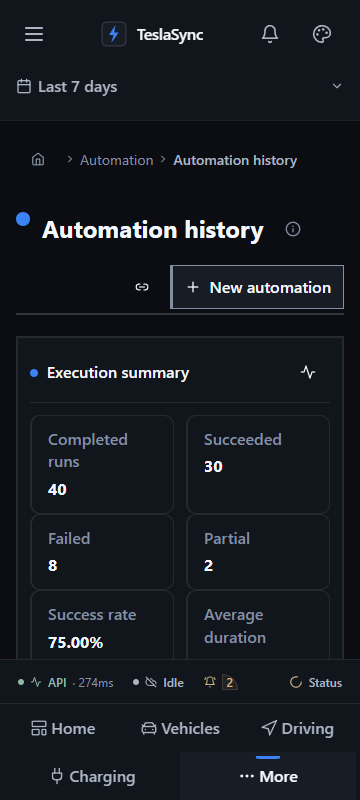 TeslaSync
Last 7 days
Automation
Automation history
Automation history
New automation
Execution summary
Completed runs
40
Succeeded
30
Failed
8
Partial
2
Success rate
75.00%
Average duration
API · 274ms
Idle
2
Status
Home
Vehicles
Driving
Charging
More